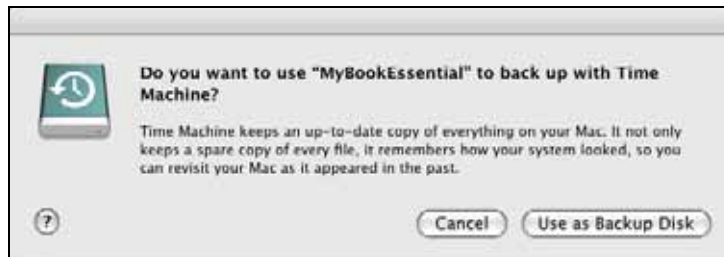 Do you want to use "MyBookEssential" to back up with Time
Machine?
Time Machine keeps an up-to-date copy of everything on your Mac. It not only
keeps a spare copy of every file, it remembers how your system looked, so you
can revisit your Mac as it appeared in the past.
?
Cancel
Use as Backup Disk